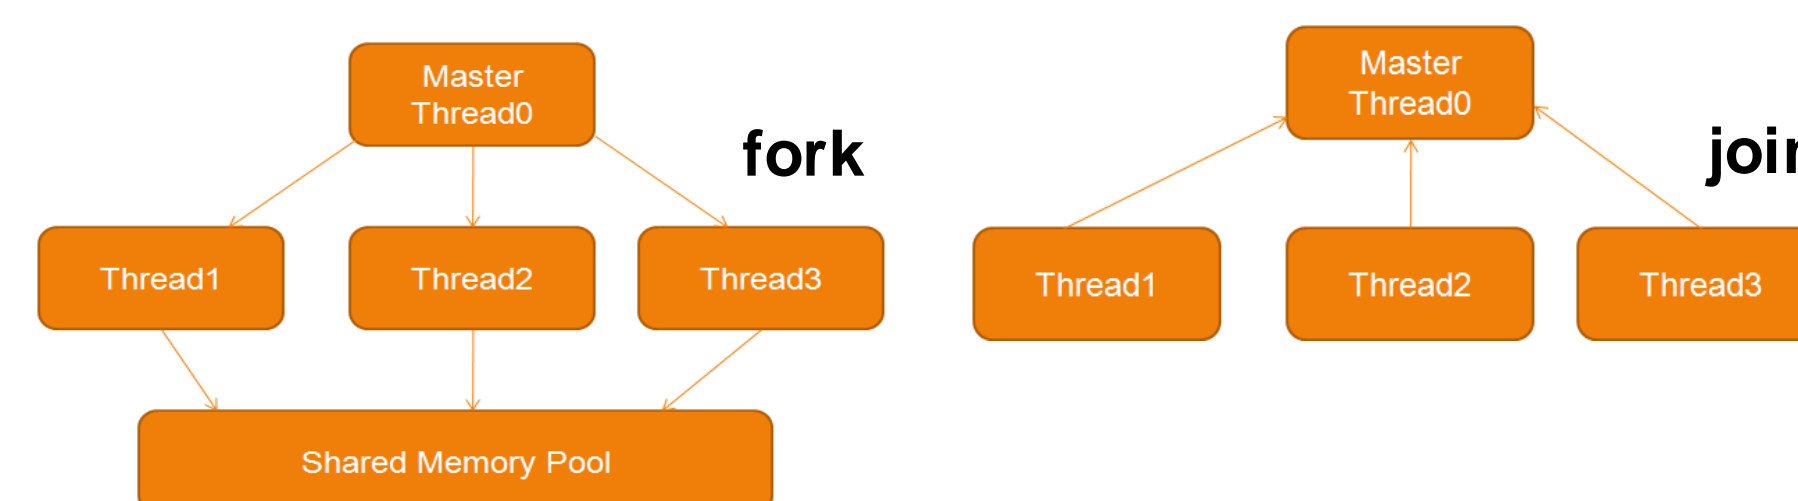 Master
Thread0
fork
Thread1
Thread2
Thread3
Shared Memory Pool
Master
Thread0
Thread1
Thread2
Thread3